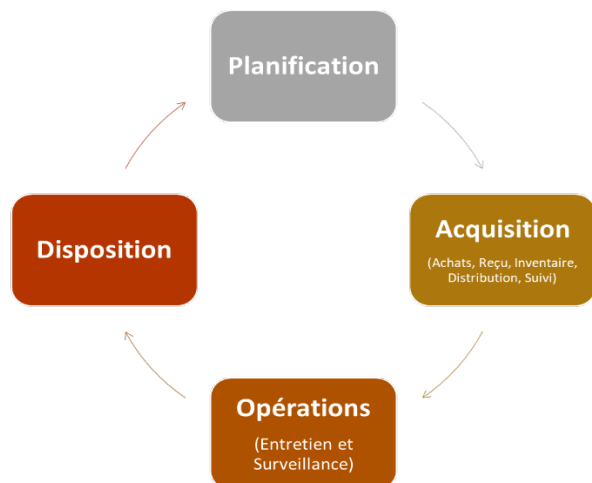 Planification
Acquisition
(Achats, Reçu, Inventaire,
Distribution, Suivi)
Opérations
(Entretien et
Surveillance)
Disposition